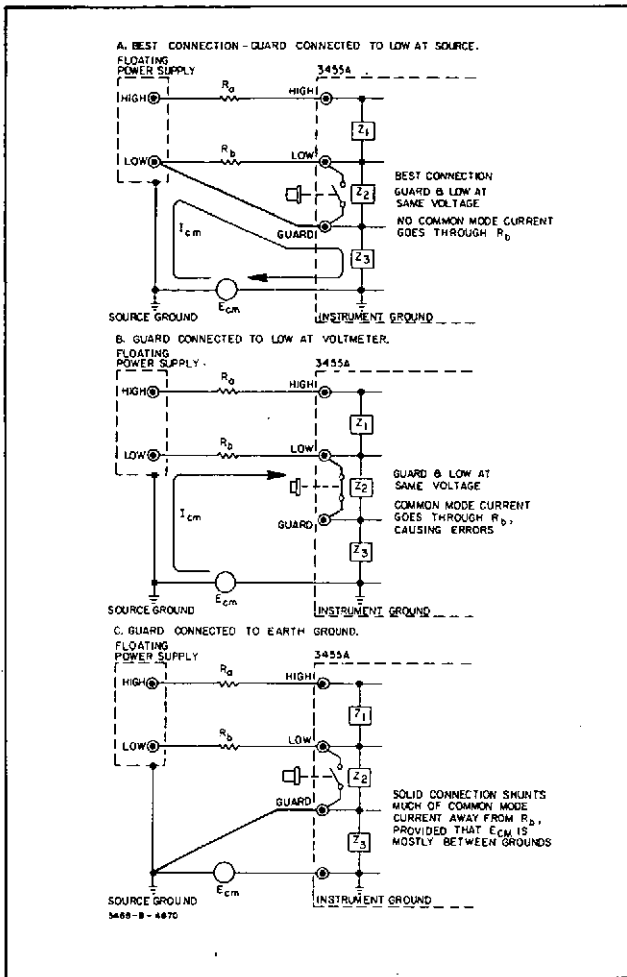 A. BEST CONNECTION - GUARD CONNECTED TO LOW AT SOURCE.
FLOATING
POWER SUPPLY
3455A
HIGH
Ra
HIGH
Z1
LOW
Rb
LOW
BEST CONNECTION
GUARD & LOW AT
SAME VOLTAGE
Z2
NO COMMON MODE CURRENT
GOES THROUGH Rb
GUARD
Icm
Z3
Ecm
SOURCE GROUND
INSTRUMENT GROUND
B. GUARD CONNECTED TO LOW AT VOLTMETER.
FLOATING
POWER SUPPLY
3455A
HIGH
Ra
HIGH
Z1
LOW
Rb
LOW
GUARD & LOW AT
SAME VOLTAGE
Z2
COMMON MODE CURRENT
GOES THROUGH Rb,
CAUSING ERRORS
Icm
GUARD
Z3
Ecm
SOURCE GROUND
INSTRUMENT GROUND
C. GUARD CONNECTED TO EARTH GROUND.
FLOATING
POWER SUPPLY
3455A
HIGH
Ra
HIGH
Z1
LOW
Rb
LOW
Z2
SOLID CONNECTION SHUNTS
MUCH OF COMMON MODE
CURRENT AWAY FROM Rb,
PROVIDED THAT ECM IS
MOSTLY BETWEEN GROUNDS
GUARD
Z3
Ecm
SOURCE GROUND
INSTRUMENT GROUND